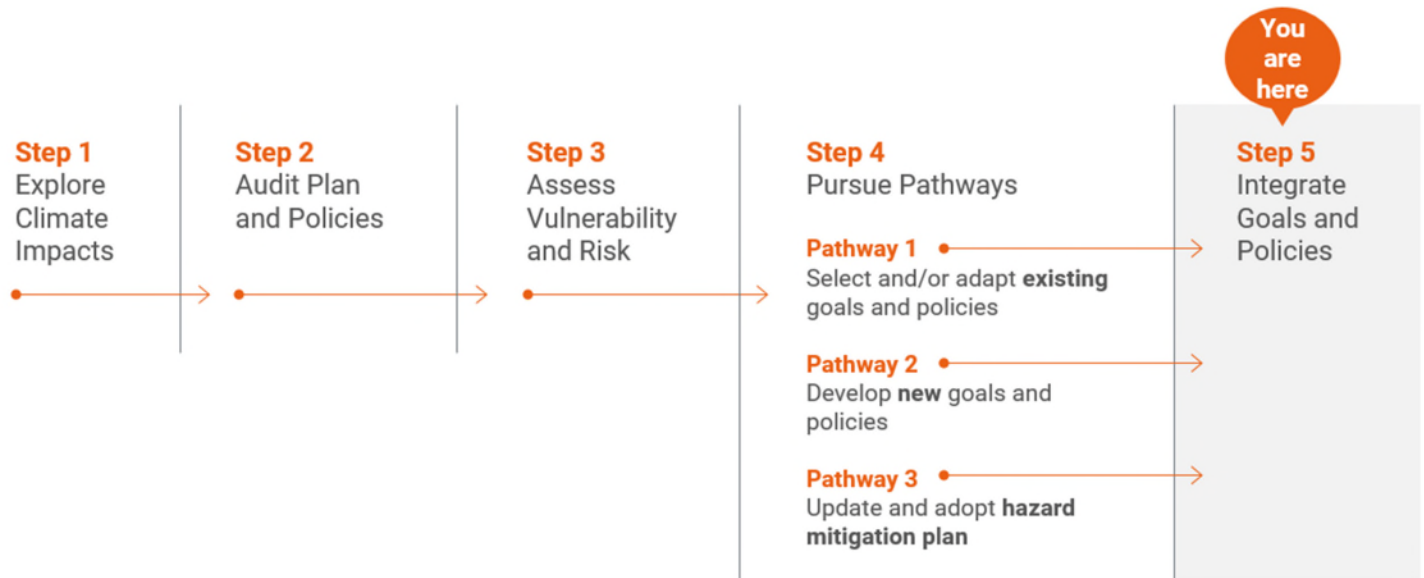 You
are
here
Step 1
Explore
Climate
Impacts
Step 2
Audit Plan
and Policies
Step 3
Assess
Vulnerability
and Risk
Step 4
Pursue Pathways
Pathway 1
Select and/or adapt existing
goals and policies
Pathway 2
Develop new goals and
policies
Pathway 3
Update and adopt hazard
mitigation plan
Step 5
Integrate
Goals and
Policies